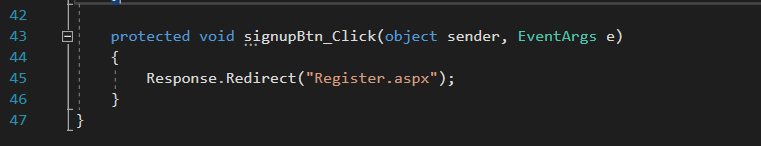 42
43 protected void signupBtn_Click(object sender, EventArgs e)
44 {
45 Response.Redirect("Register.aspx");
46 }
47 }